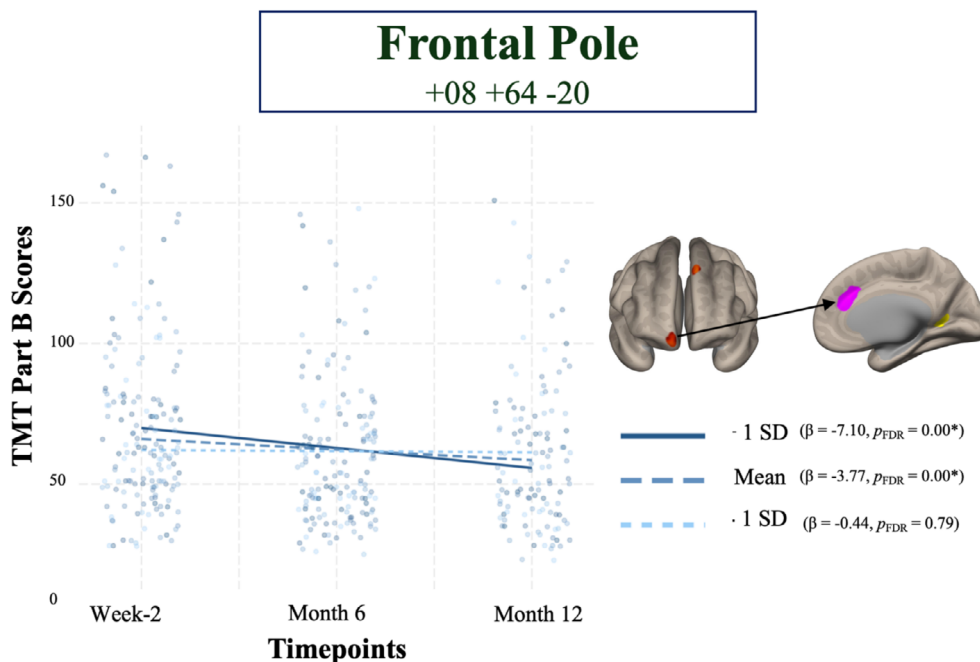 Frontal Pole
+08 +64 -20
TMT Part B Scores
150
100
50
0
Week-2
Month 6
Month 12
Timepoints
- 1 SD (β = -7.10, pFDR = 0.00*)
Mean (β = -3.77, pFDR = 0.00*)
· 1 SD (β = -0.44, pFDR = 0.79)